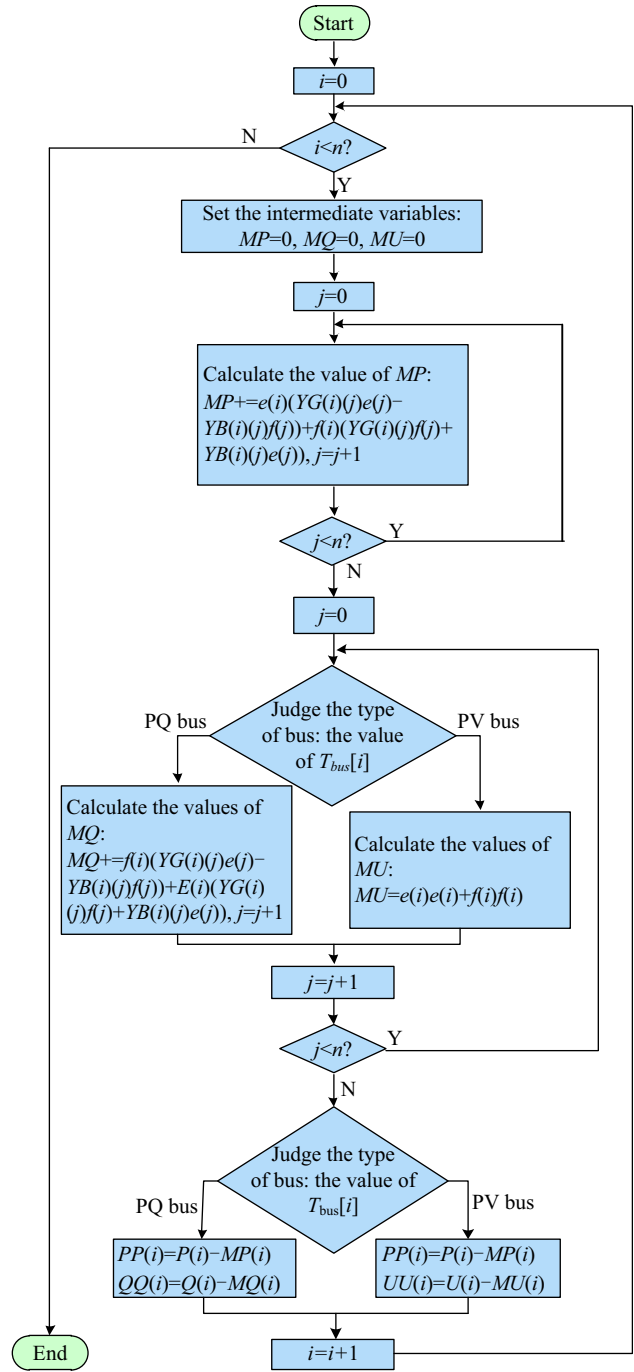 Start
i=0
N
i<n?
Y
Set the intermediate variables:
MP=0, MQ=0, MU=0
j=0
Calculate the value of MP:
MP+=e(i)(YG(i)(j)e(j)−
YB(i)(j)f(j))+f(i)(YG(i)(j)f(j)+
YB(i)(j)e(j)), j=j+1
j<n?
Y
N
j=0
Judge the type
of bus: the value
of Tbus[i]
PQ bus
PV bus
Calculate the values of
MQ:
MQ+=f(i)(YG(i)(j)e(j)−
YB(i)(j)f(j))+E(i)(YG(i)
(j)f(j)+YB(i)(j)e(j)), j=j+1
Calculate the values of
MU:
MU=e(i)e(i)+f(i)f(i)
j=j+1
j<n?
Y
N
Judge the type
of bus: the value of
Tbus[i]
PQ bus
PV bus
PP(i)=P(i)−MP(i)
QQ(i)=Q(i)−MQ(i)
PP(i)=P(i)−MP(i)
UU(i)=U(i)−MU(i)
i=i+1
End